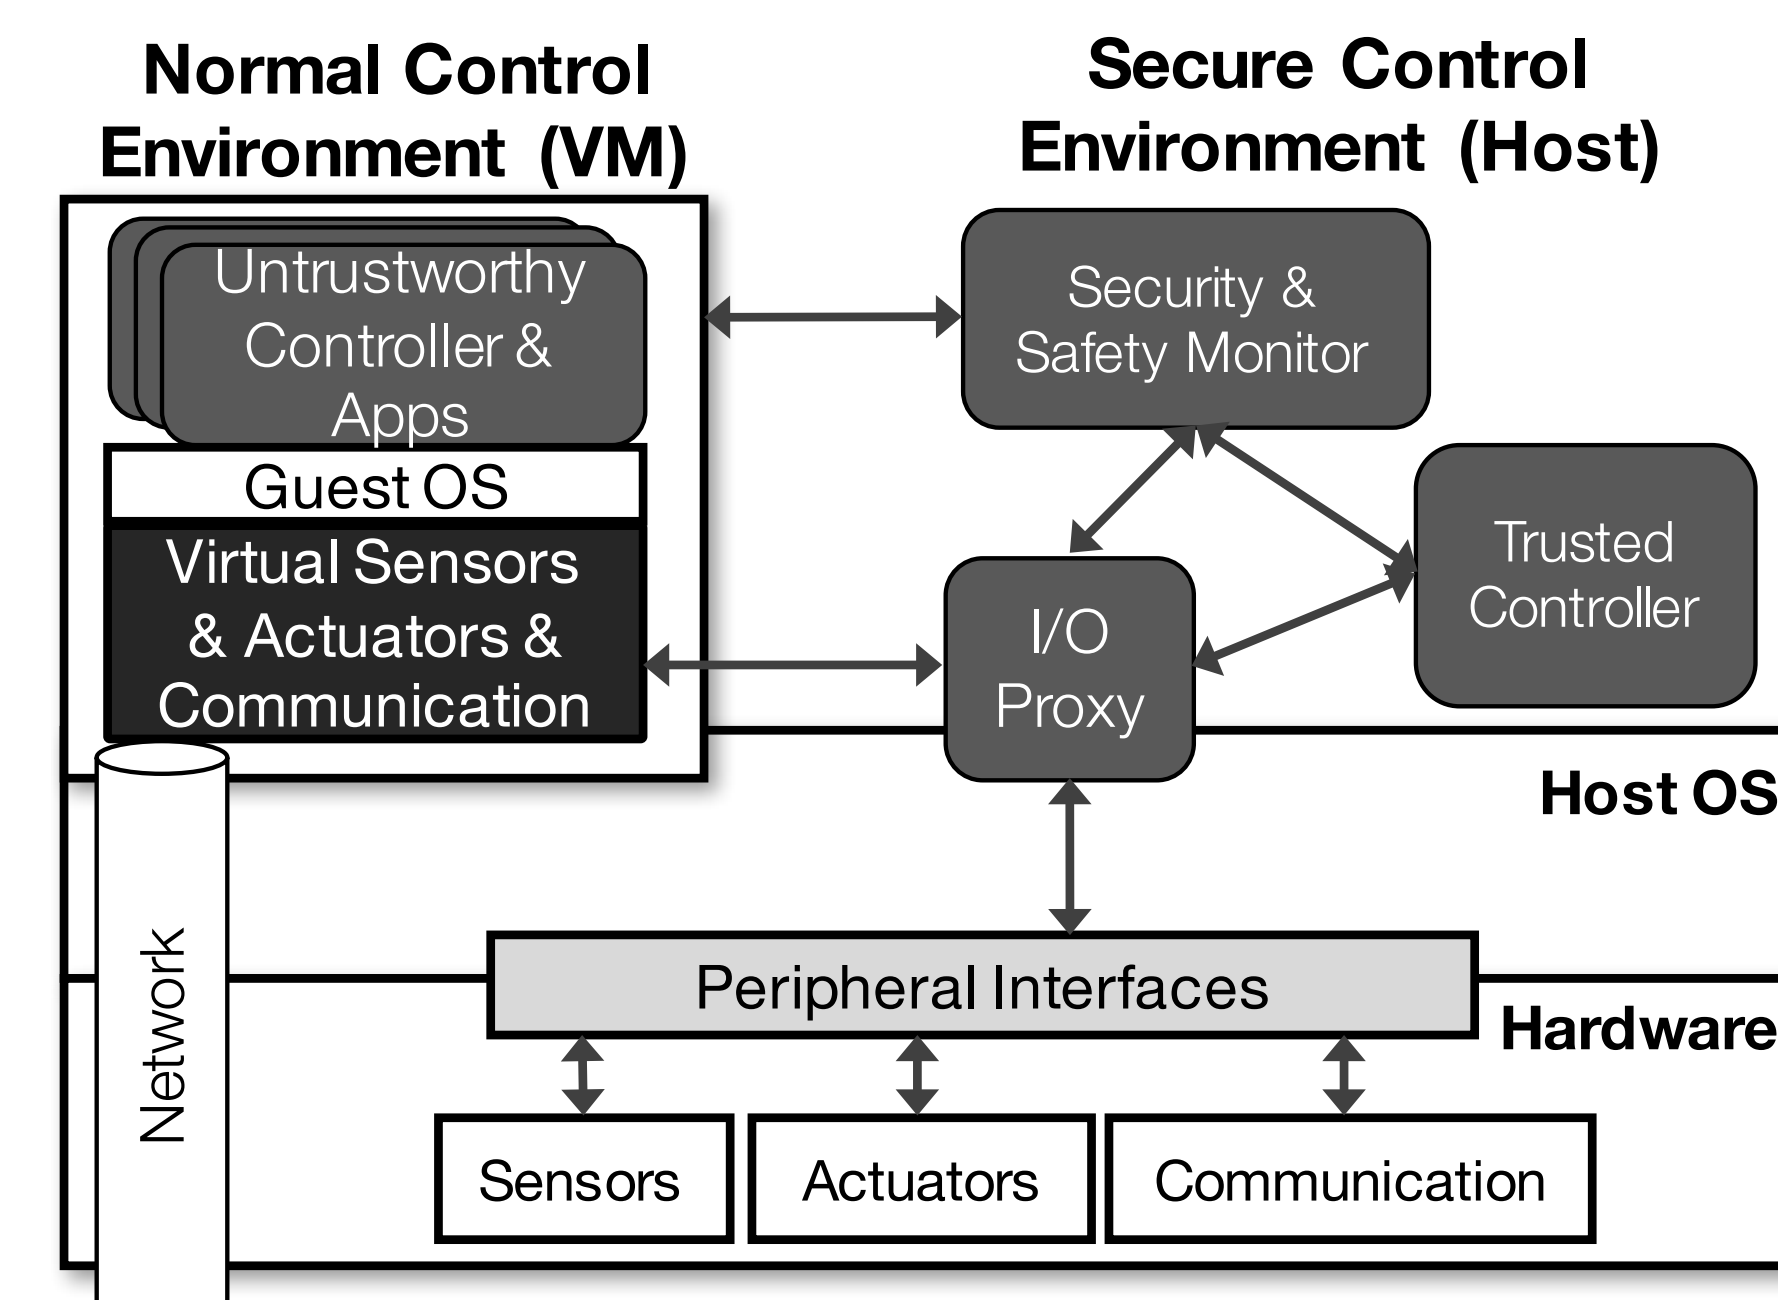 Normal Control
Environment (VM)
Secure Control
Environment (Host)
Untrustworthy
Controller &
Apps
Guest OS
Virtual Sensors
& Actuators &
Communication
Security &
Safety Monitor
Trusted
Controller
I/O
Proxy
Host OS
Network
Peripheral Interfaces
Hardware
Sensors
Actuators
Communication